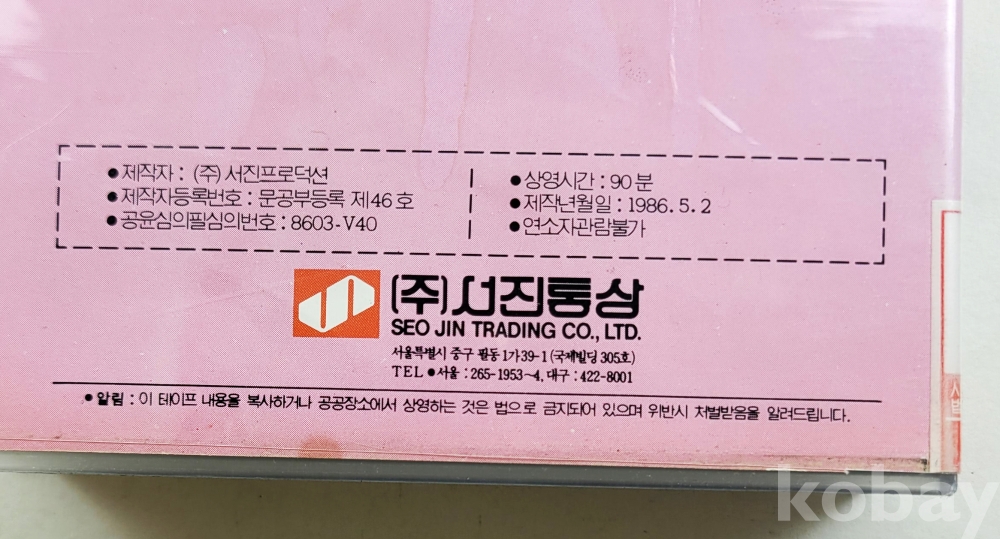 ●제작자 : (주) 서진프로덕션
●제작자등록번호 : 문공부등록 제46호
●공윤심의필심의번호 : 8603-V40
●상영시간 : 90분
●제작년월일 : 1986.5.2
●연소자관람불가
(주)서진통상
SEO JIN TRADING CO., LTD.
서울특별시 중구 필동 1가 39-1 (국제빌딩 305호)
TEL ●서울 : 265-1953~4, 대구 : 422-8001
●알림 : 이 테이프 내용을 복사하거나 공공장소에서 상영하는 것은 법으로 금지되어 있으며 위반시 처벌받음을 알려드립니다.
kobay